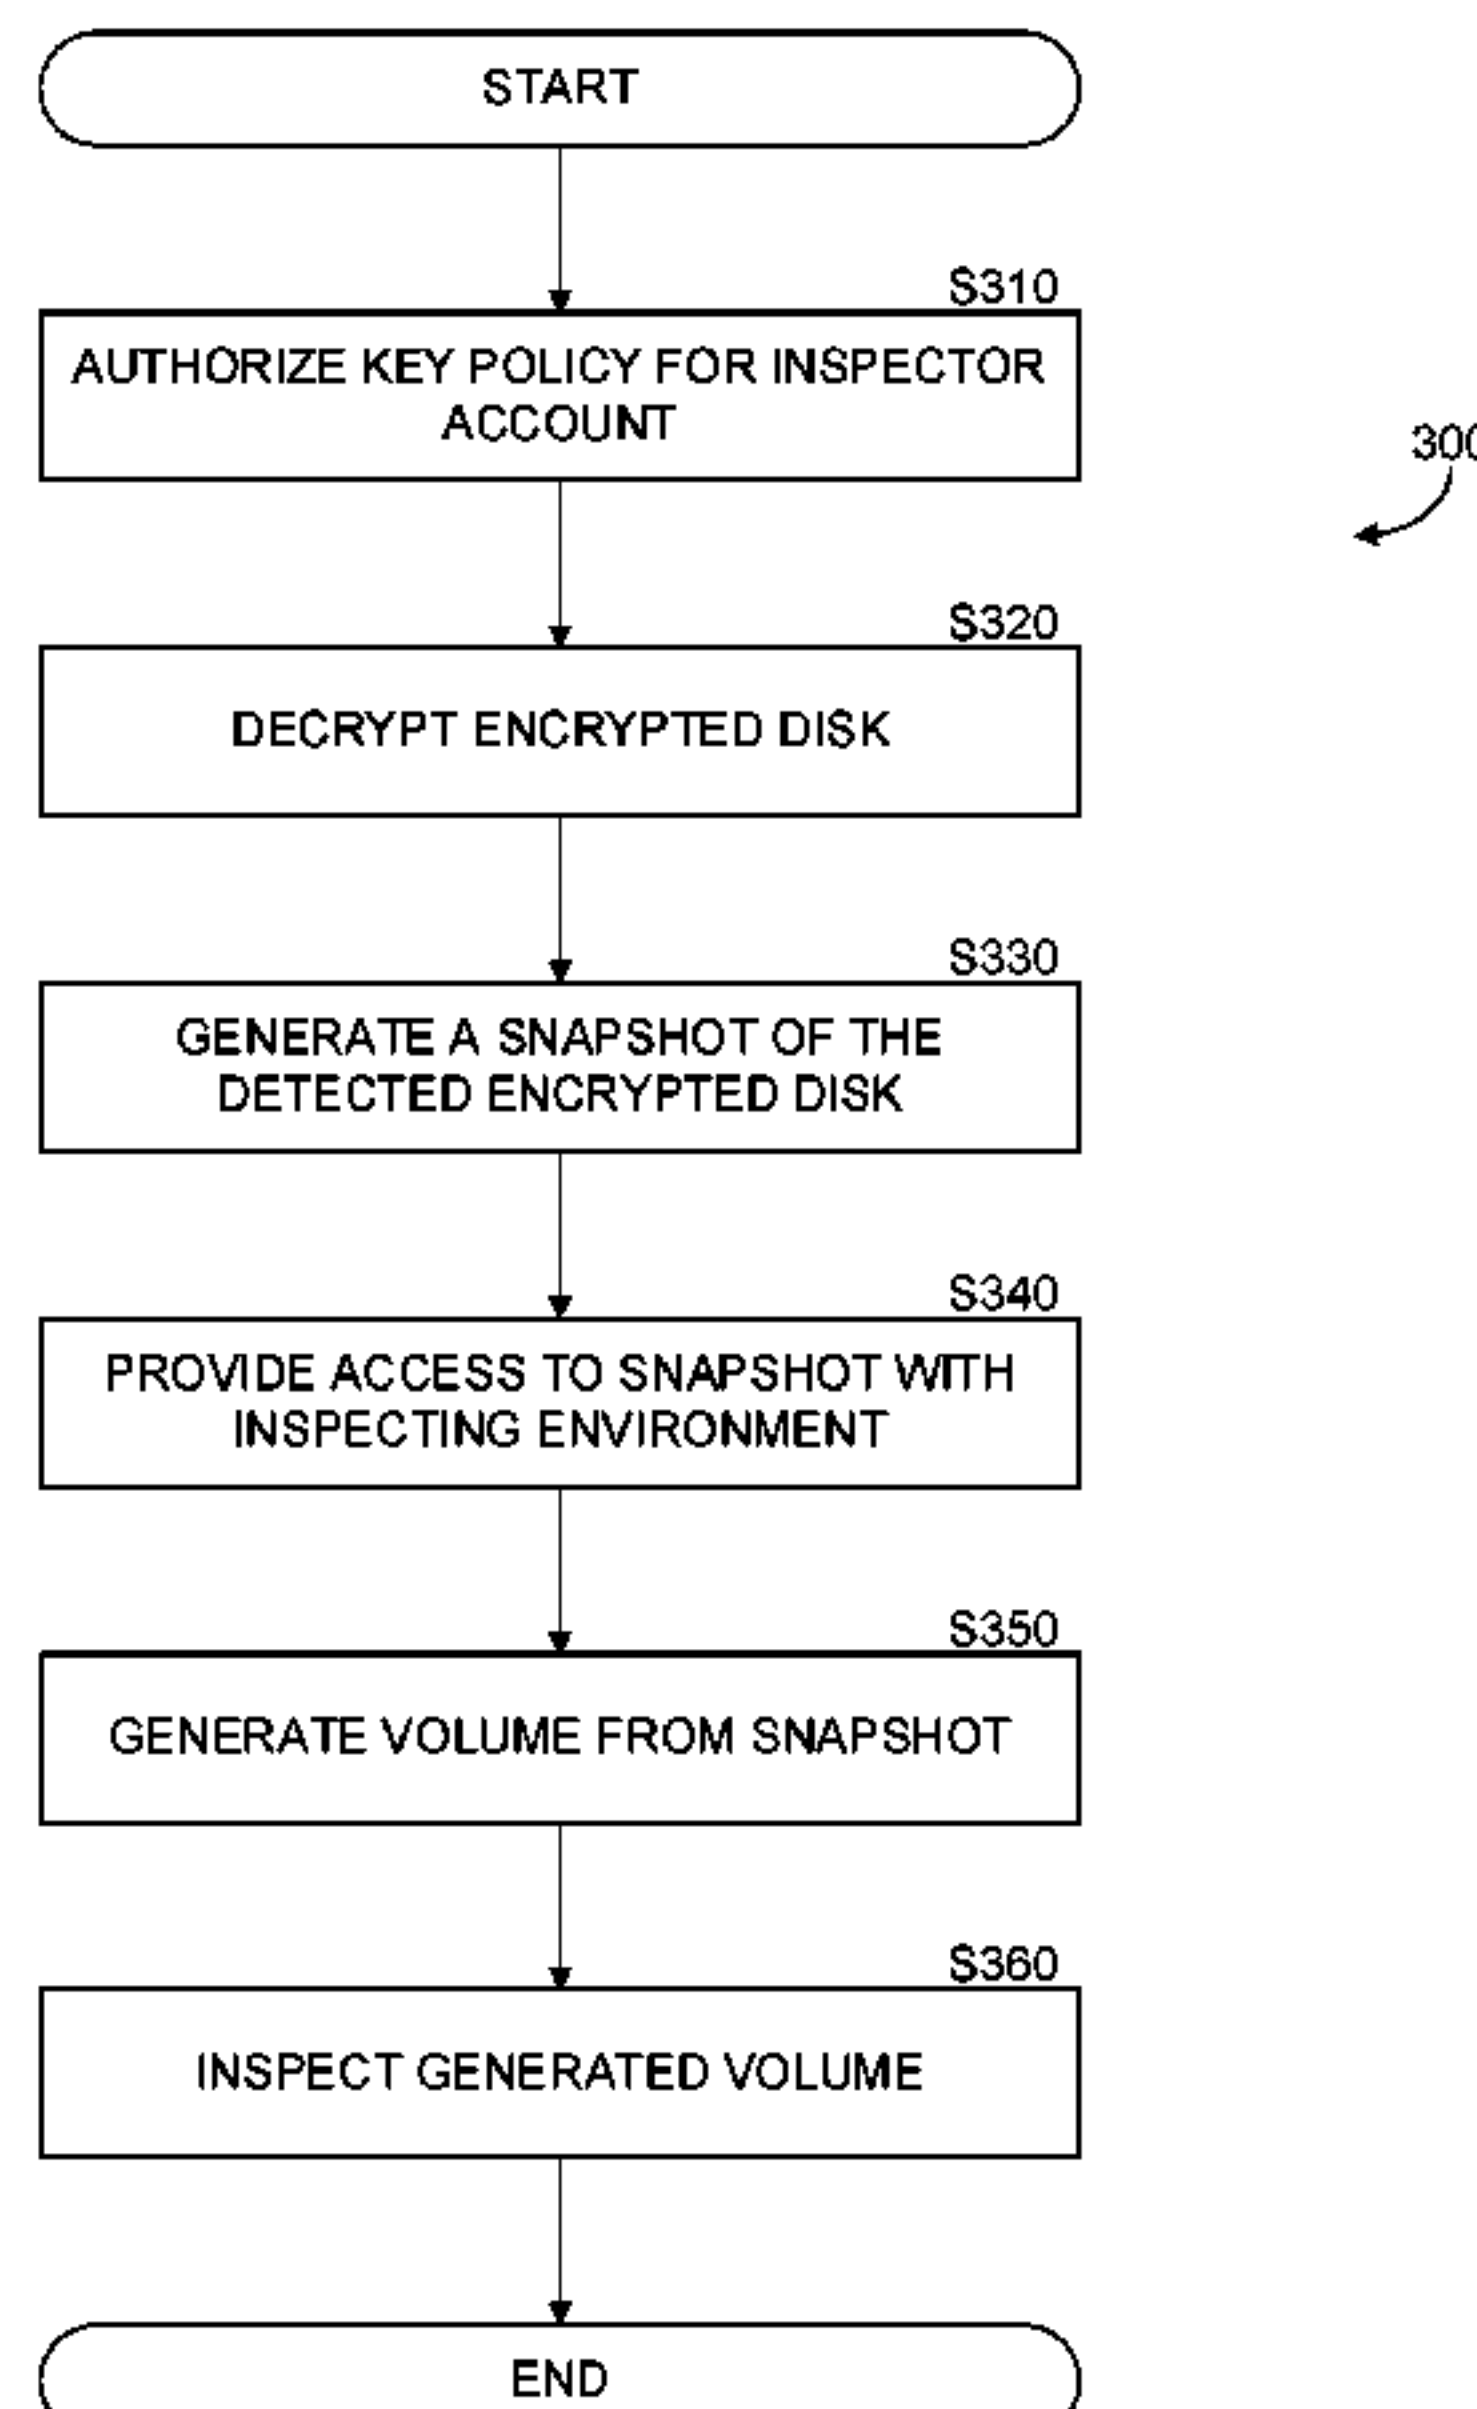 START
S310
AUTHORIZE KEY POLICY FOR INSPECTOR
ACCOUNT
300
S320
DECRYPT ENCRYPTED DISK
S330
GENERATE A SNAPSHOT OF THE
DETECTED ENCRYPTED DISK
S340
PROVIDE ACCESS TO SNAPSHOT WITH
INSPECTING ENVIRONMENT
S350
GENERATE VOLUME FROM SNAPSHOT
S360
INSPECT GENERATED VOLUME
END